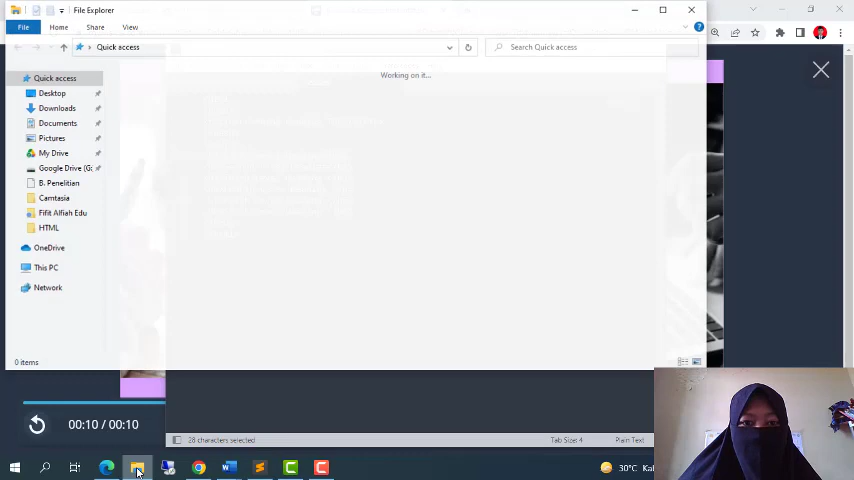 File Explorer
File
Home
Share
View
Quick access
Search Quick access
Working on it...
Quick access
Desktop
Downloads
Documents
Pictures
My Drive
Google Drive (G:
B. Penelitian
Camtasia
Fifit Alfiah Edu
HTML
OneDrive
This PC
Network
0 items
00:10 / 00:10
28 characters selected
Tab Size: 4
Plain Text
30°C